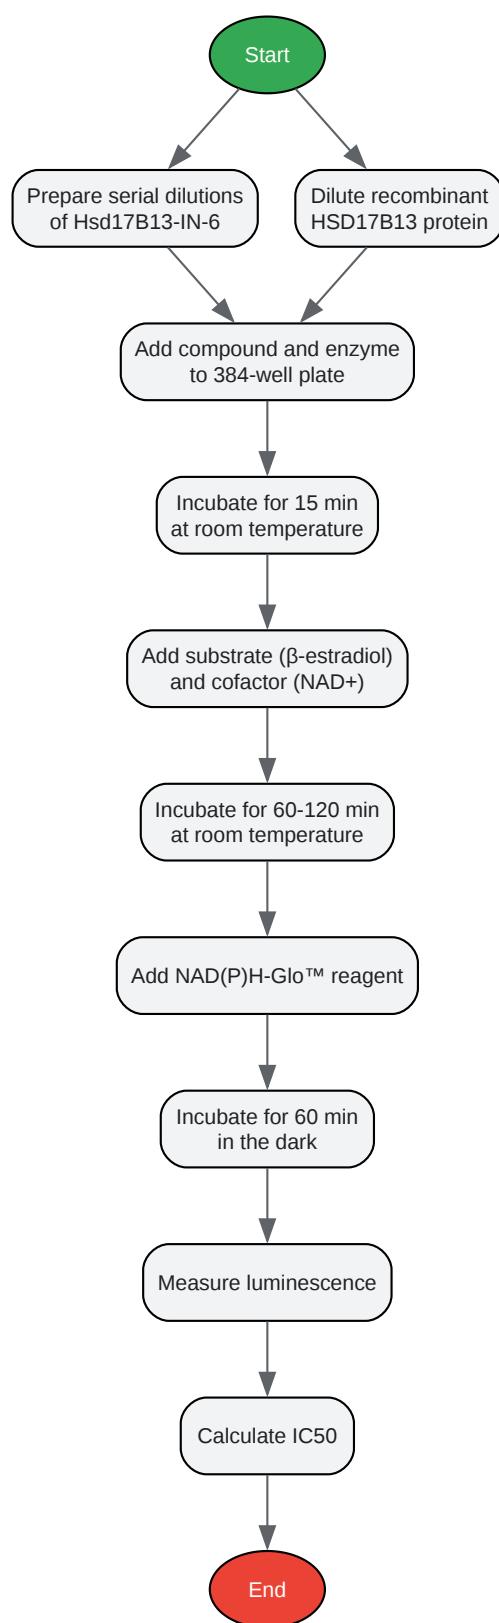 Start
Prepare serial dilutions
of Hsd17B13-IN-6
Dilute recombinant
HSD17B13 protein
Add compound and enzyme
to 384-well plate
Incubate for 15 min
at room temperature
Add substrate (β-estradiol)
and cofactor (NAD+)
Incubate for 60-120 min
at room temperature
Add NAD(P)H-Glo™ reagent
Incubate for 60 min
in the dark
Measure luminescence
Calculate IC50
End